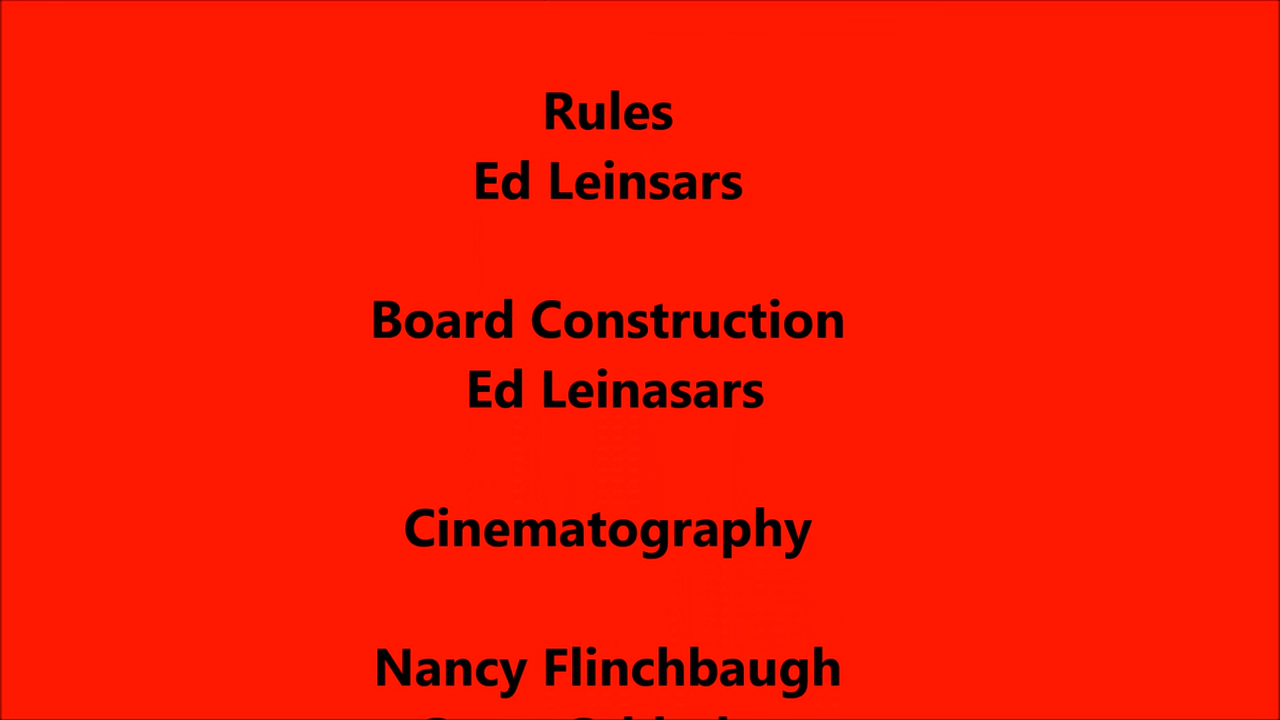 Rules
Ed Leinsars
Board Construction
Ed Leinasars
Cinematography
Nancy Flinchbaugh